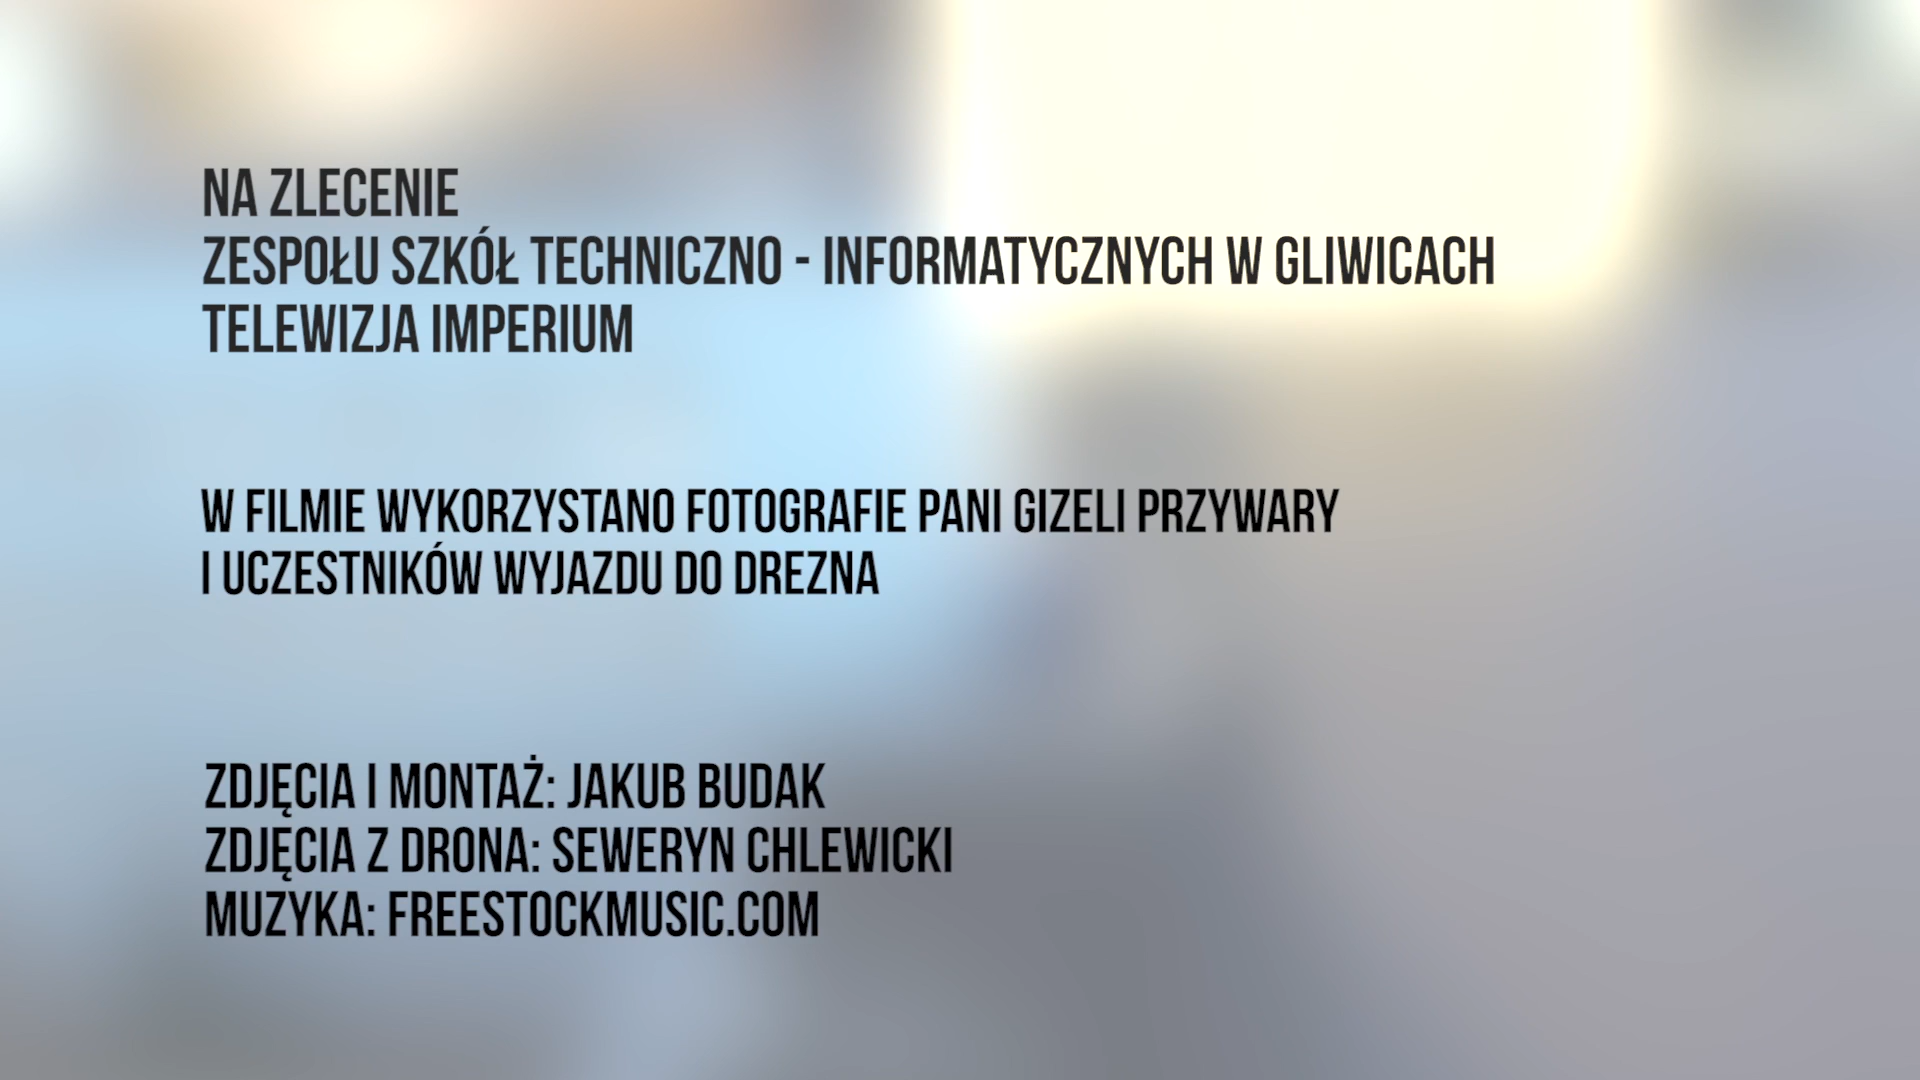 NA ZLECENIE
ZESPOŁU SZKÓŁ TECHNICZNO - INFORMATYCZNYCH W GLIWICACH
TELEWIZJA IMPERIUM
W FILMIE WYKORZYSTANO FOTOGRAFIE PANI GIZELI PRZYWARY
I UCZESTNIKÓW WYJAZDU DO DREZNA
ZDJĘCIA I MONTAŻ: JAKUB BUDAK
ZDJĘCIA Z DRONA: SEWERYN CHLEWICKI
MUZYKA: FREESTOCKMUSIC.COM